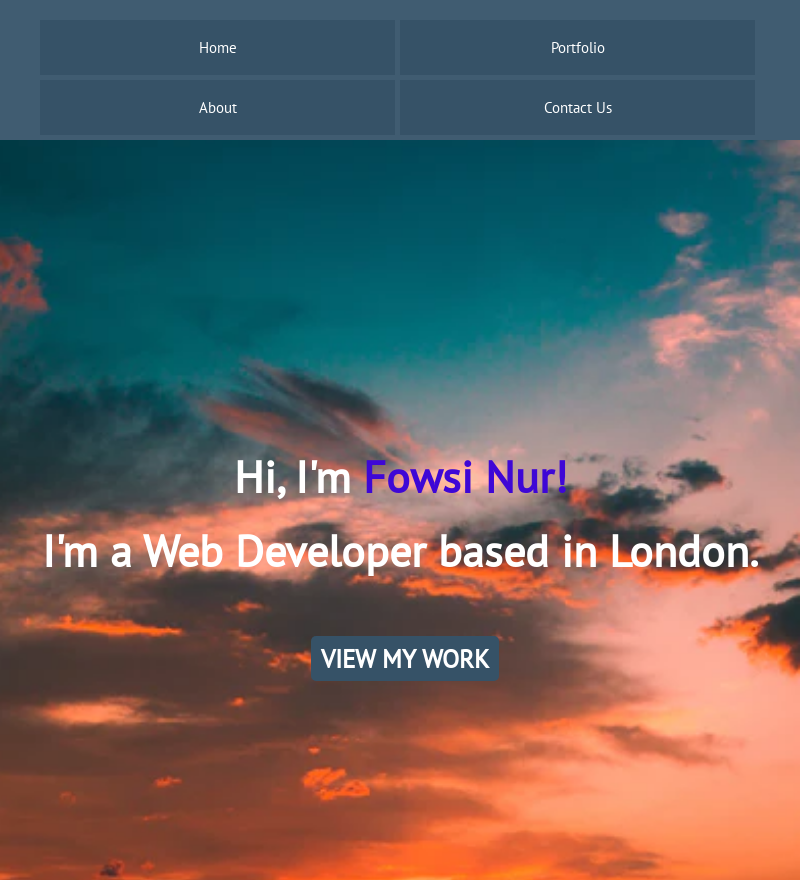 Home
Portfolio
About
Contact Us
Hi, I'm Fowsi Nur!
I'm a Web Developer based in London.
VIEW MY WORK